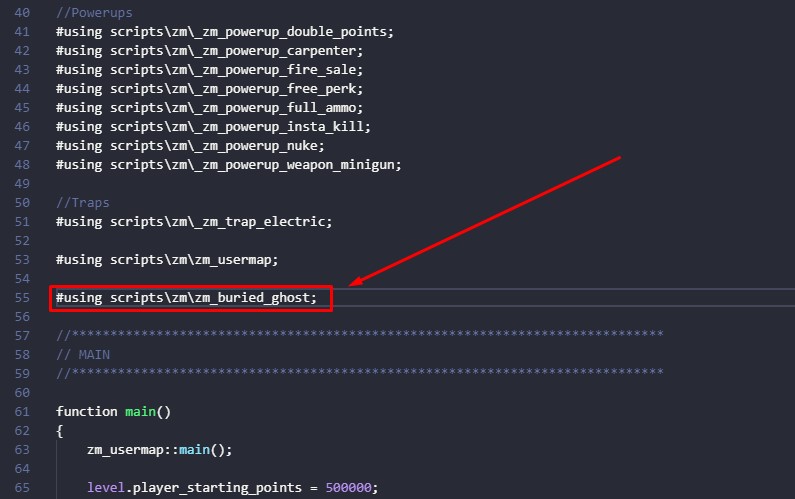 40 //Powerups
41 #using scripts\zm\_zm_powerup_double_points;
42 #using scripts\zm\_zm_powerup_carpenter;
43 #using scripts\zm\_zm_powerup_fire_sale;
44 #using scripts\zm\_zm_powerup_free_perk;
45 #using scripts\zm\_zm_powerup_full_ammo;
46 #using scripts\zm\_zm_powerup_insta_kill;
47 #using scripts\zm\_zm_powerup_nuke;
48 #using scripts\zm\_zm_powerup_weapon_minigun;
49
50 //Traps
51 #using scripts\zm\_zm_trap_electric;
52
53 #using scripts\zm\zm_usermap;
54
55 #using scripts\zm\zm_buried_ghost;
56
57 //*****************************************************************************
58 // MAIN
59 //*****************************************************************************
60
61 function main()
62 {
63 zm_usermap::main();
64
65 level.player_starting_points = 500000;